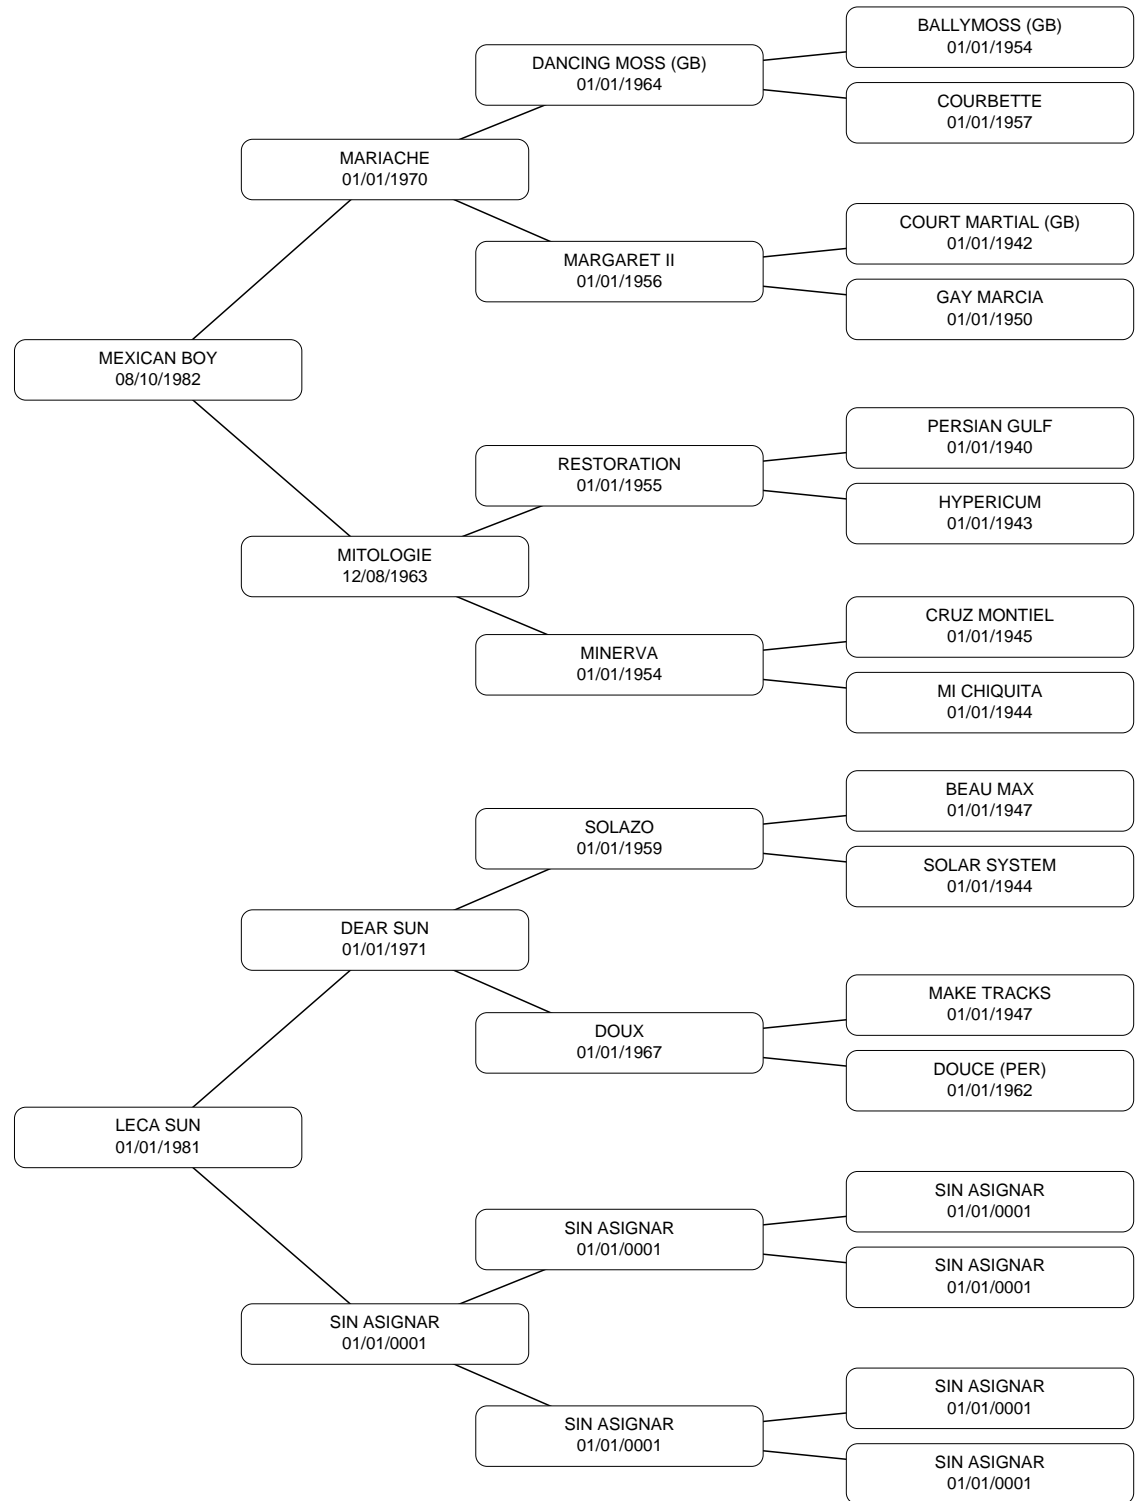 BALLYMOSS (GB)
01/01/1954
DANCING MOSS (GB)
01/01/1964
COURBETTE
01/01/1957
MARIACHE
01/01/1970
COURT MARTIAL (GB)
01/01/1942
MARGARET II
01/01/1956
GAY MARCIA
01/01/1950
MEXICAN BOY
08/10/1982
PERSIAN GULF
01/01/1940
RESTORATION
01/01/1955
HYPERICUM
01/01/1943
MITOLOGIE
12/08/1963
CRUZ MONTIEL
01/01/1945
MINERVA
01/01/1954
MI CHIQUITA
01/01/1944
BEAU MAX
01/01/1947
SOLAZO
01/01/1959
SOLAR SYSTEM
01/01/1944
DEAR SUN
01/01/1971
MAKE TRACKS
01/01/1947
DOUX
01/01/1967
DOUCE (PER)
01/01/1962
LECA SUN
01/01/1981
SIN ASIGNAR
01/01/0001
SIN ASIGNAR
01/01/0001
SIN ASIGNAR
01/01/0001
SIN ASIGNAR
01/01/0001
SIN ASIGNAR
01/01/0001
SIN ASIGNAR
01/01/0001
SIN ASIGNAR
01/01/0001